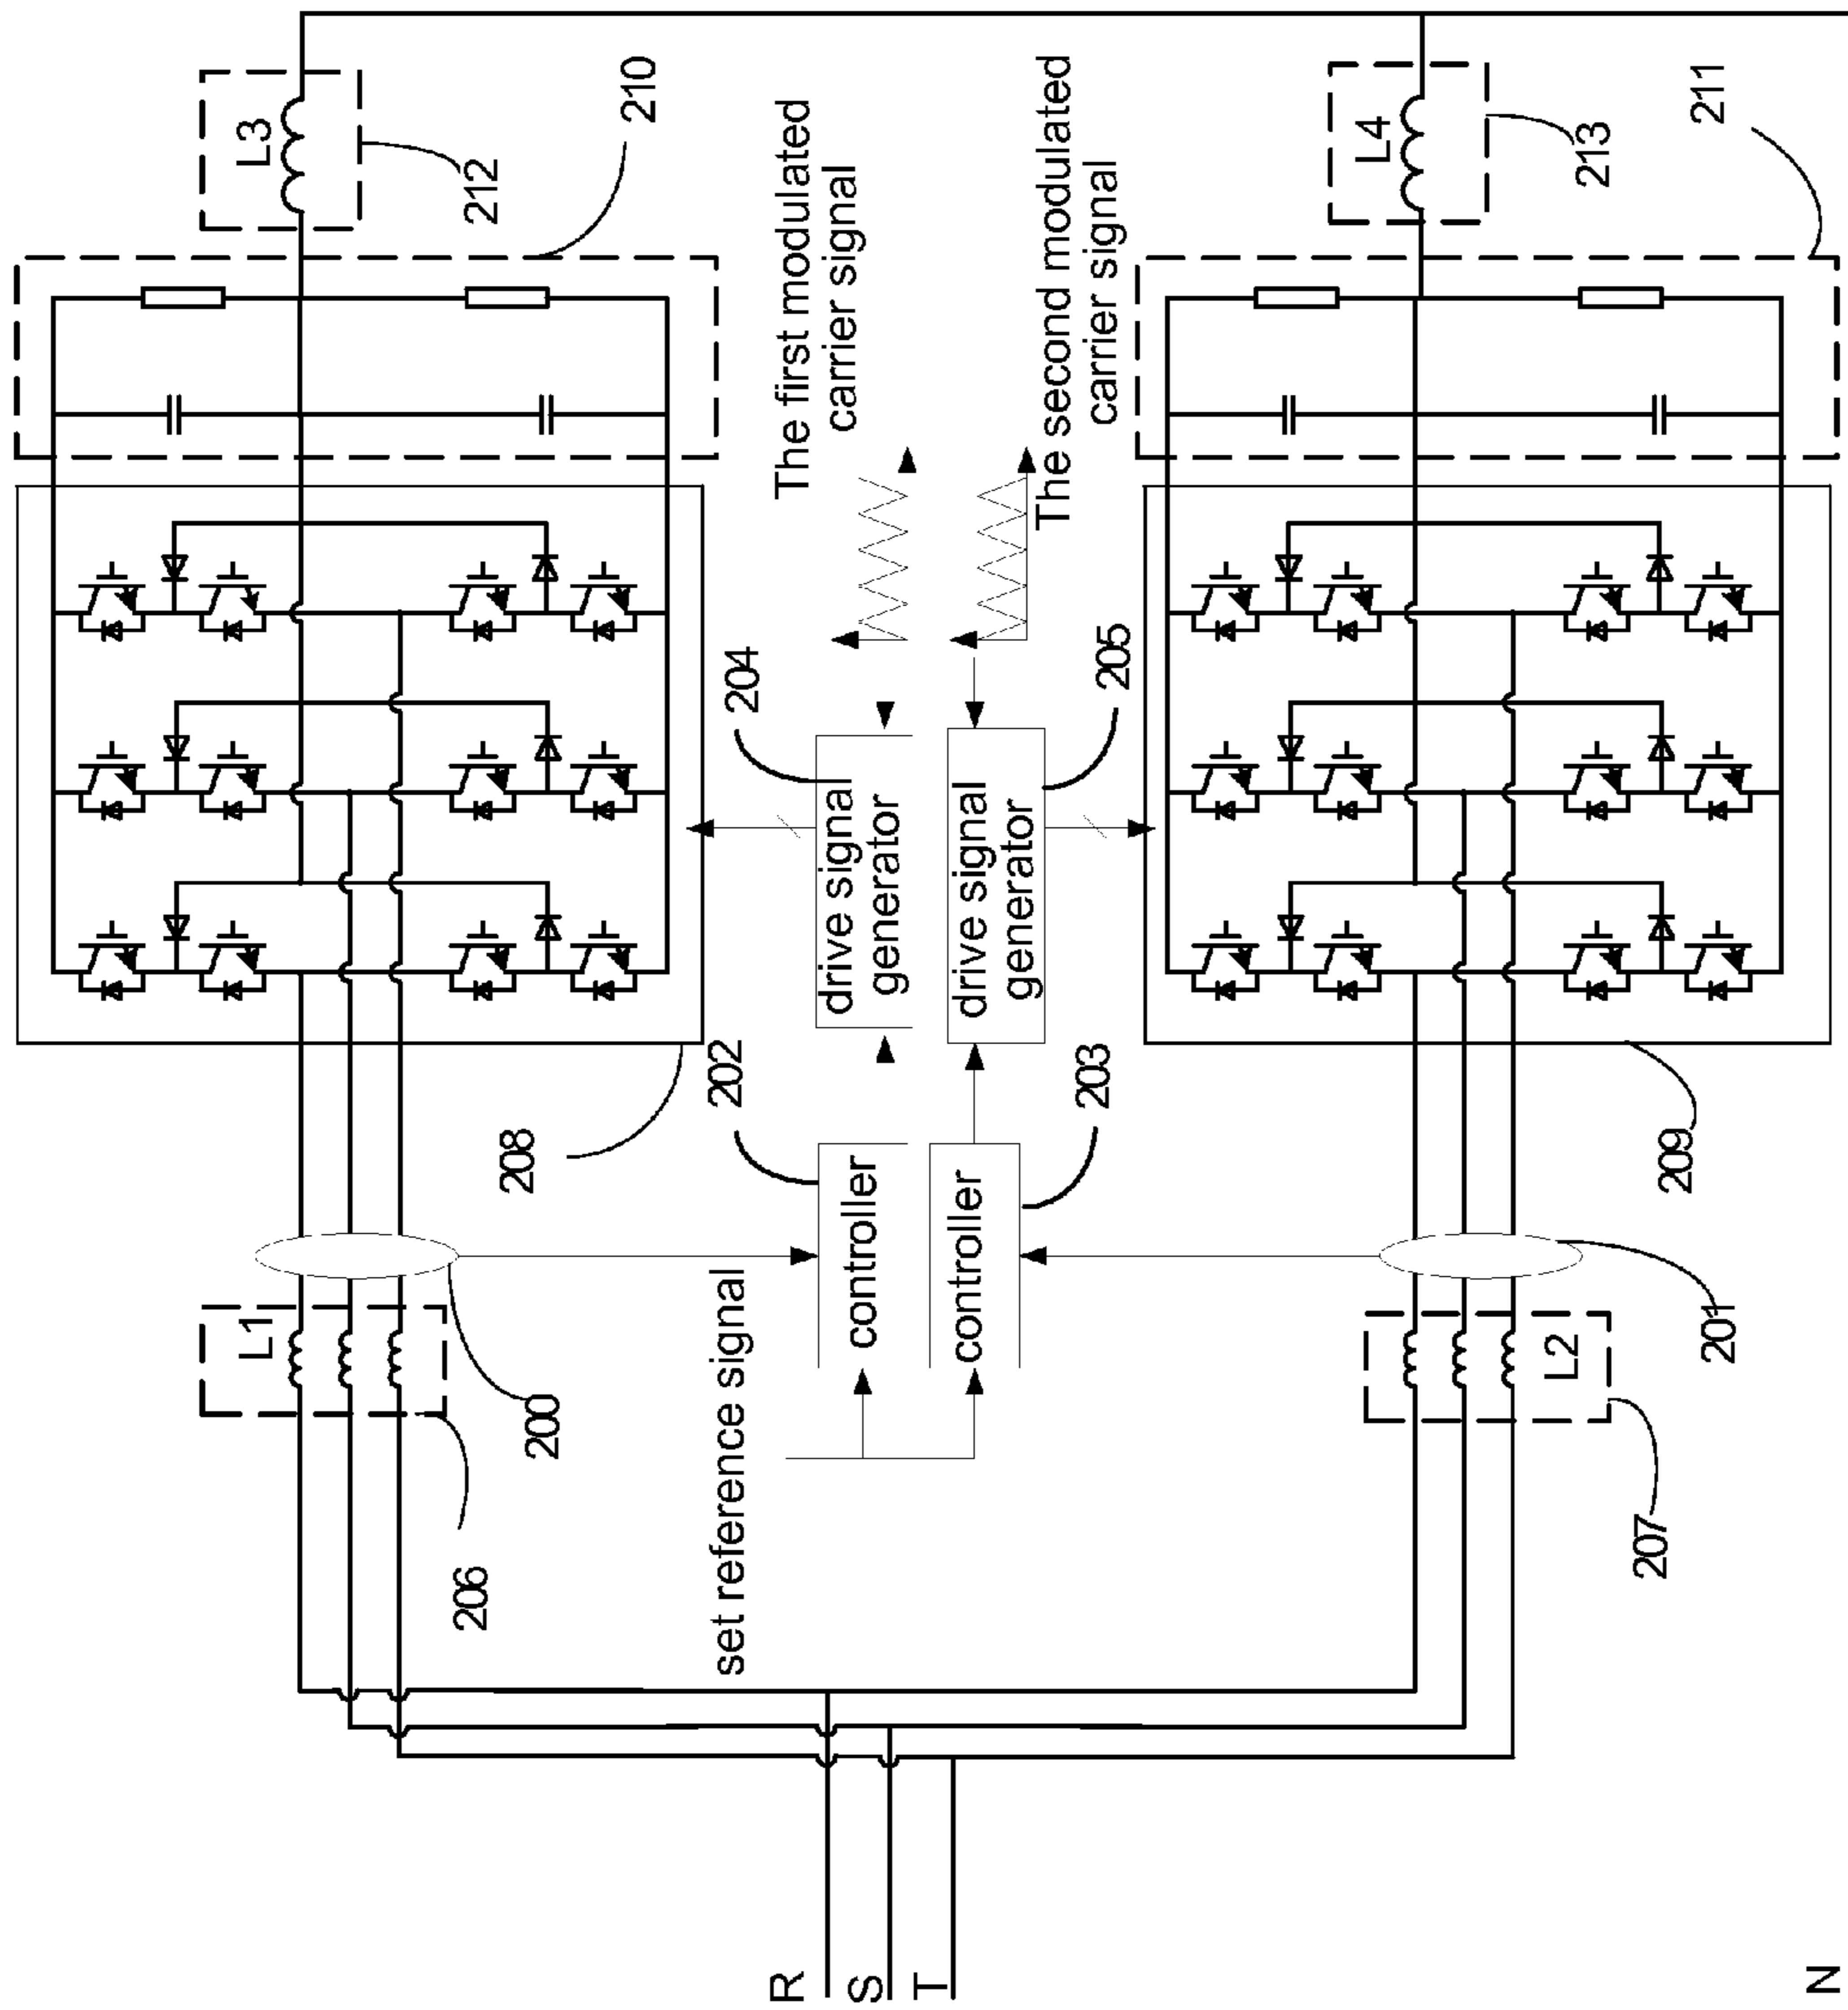 L3
212
210
The first modulated
carrier signal
The second modulated
carrier signal
L4
213
211
204
drive signal
generator
drive signal
generator
205
208
202
controller
controller
203
209
L1
200
206
set reference signal
L2
201
207
R
S
T
N